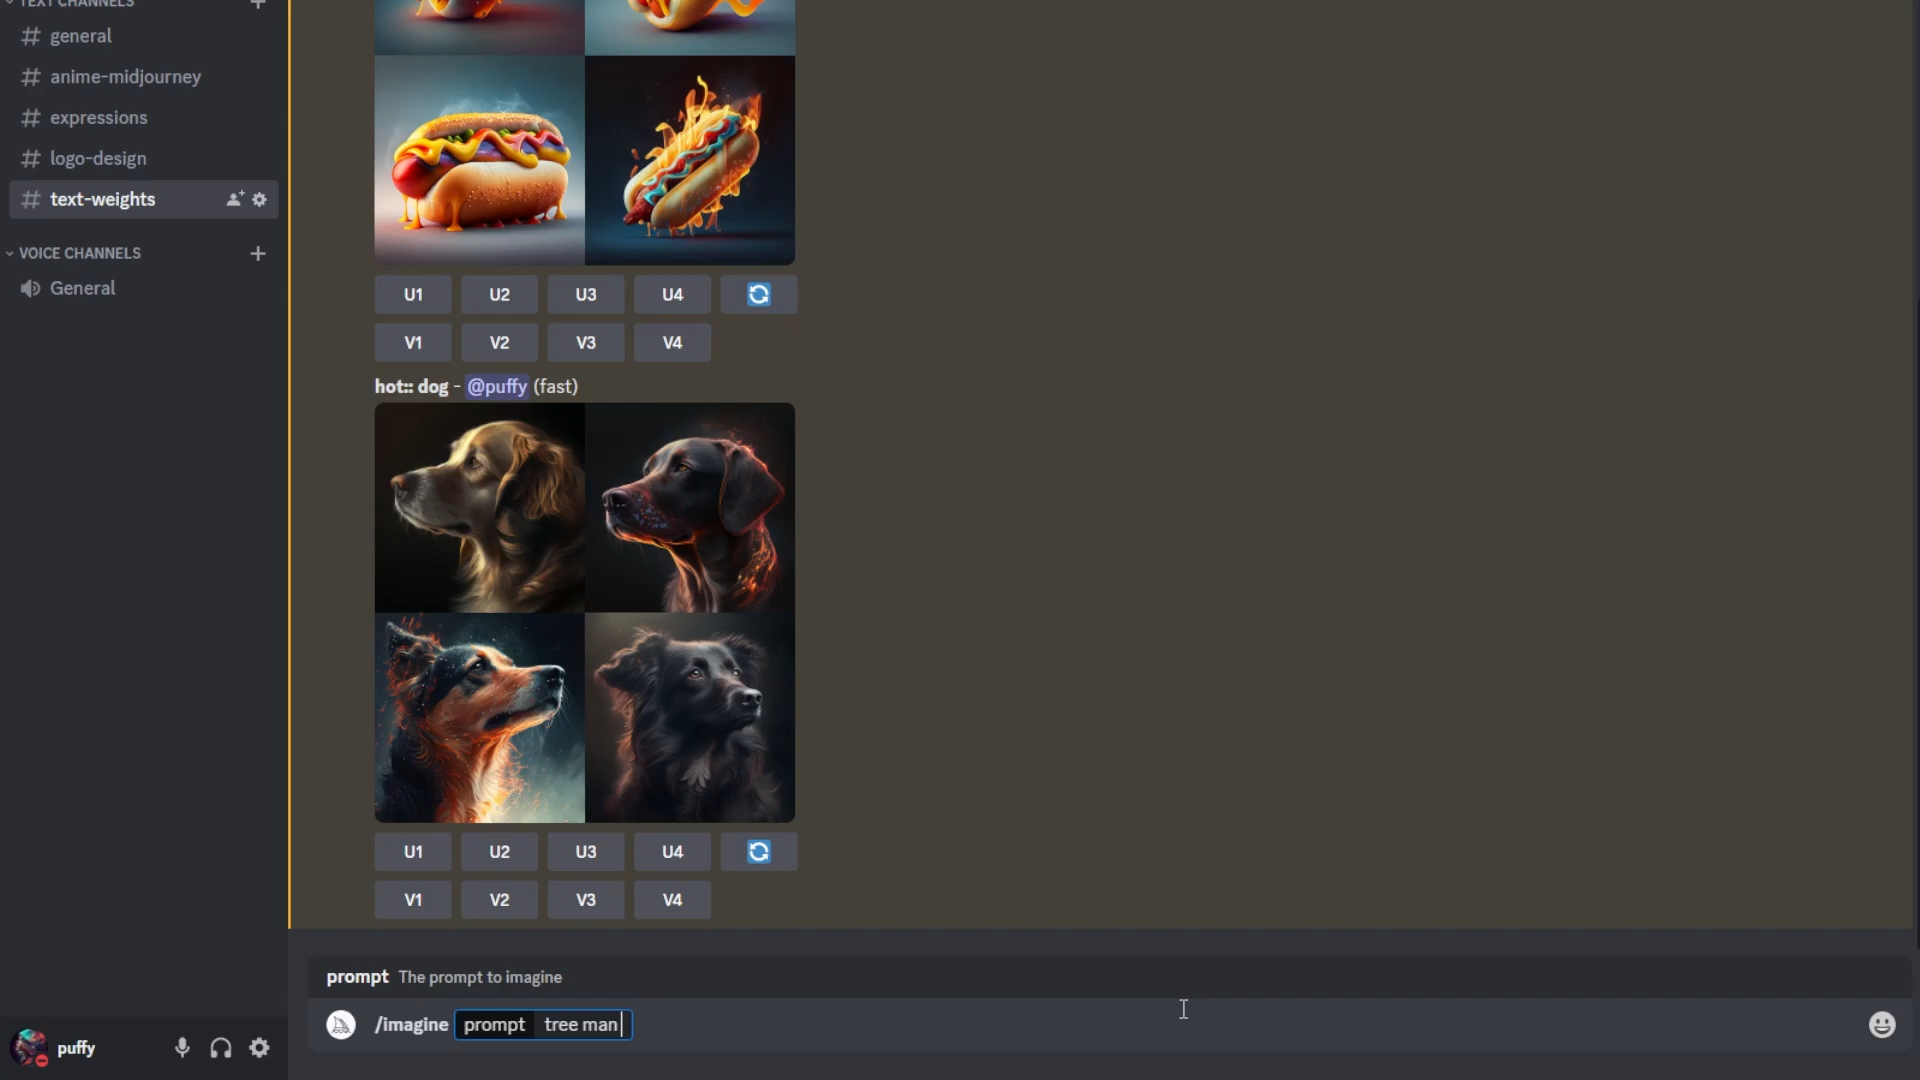 TEXT CHANNELS
general
anime-midjourney
expressions
logo-design
text-weights
VOICE CHANNELS
General
U1 U2 U3 U4
V1 V2 V3 V4
hot:: dog - @puffy (fast)
U1 U2 U3 U4
V1 V2 V3 V4
prompt The prompt to imagine
/imagine prompt tree man
puffy